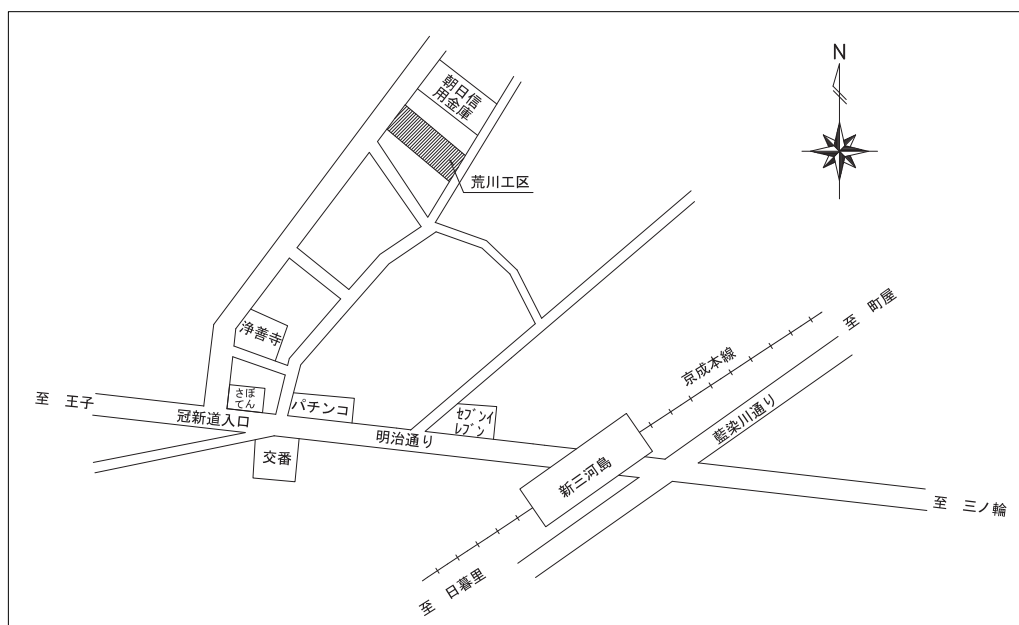 N
朝日信
用金庫
荒川工区
浄善寺
至 町屋
京成本線
藍染川通り
さぼ
てん
至 王子
パチンコ
冠新道入口
明治通り
ｾﾌﾞﾝｲ
ﾚﾌﾞﾝ
交番
新三河島
至 三ノ輪
至 日暮里